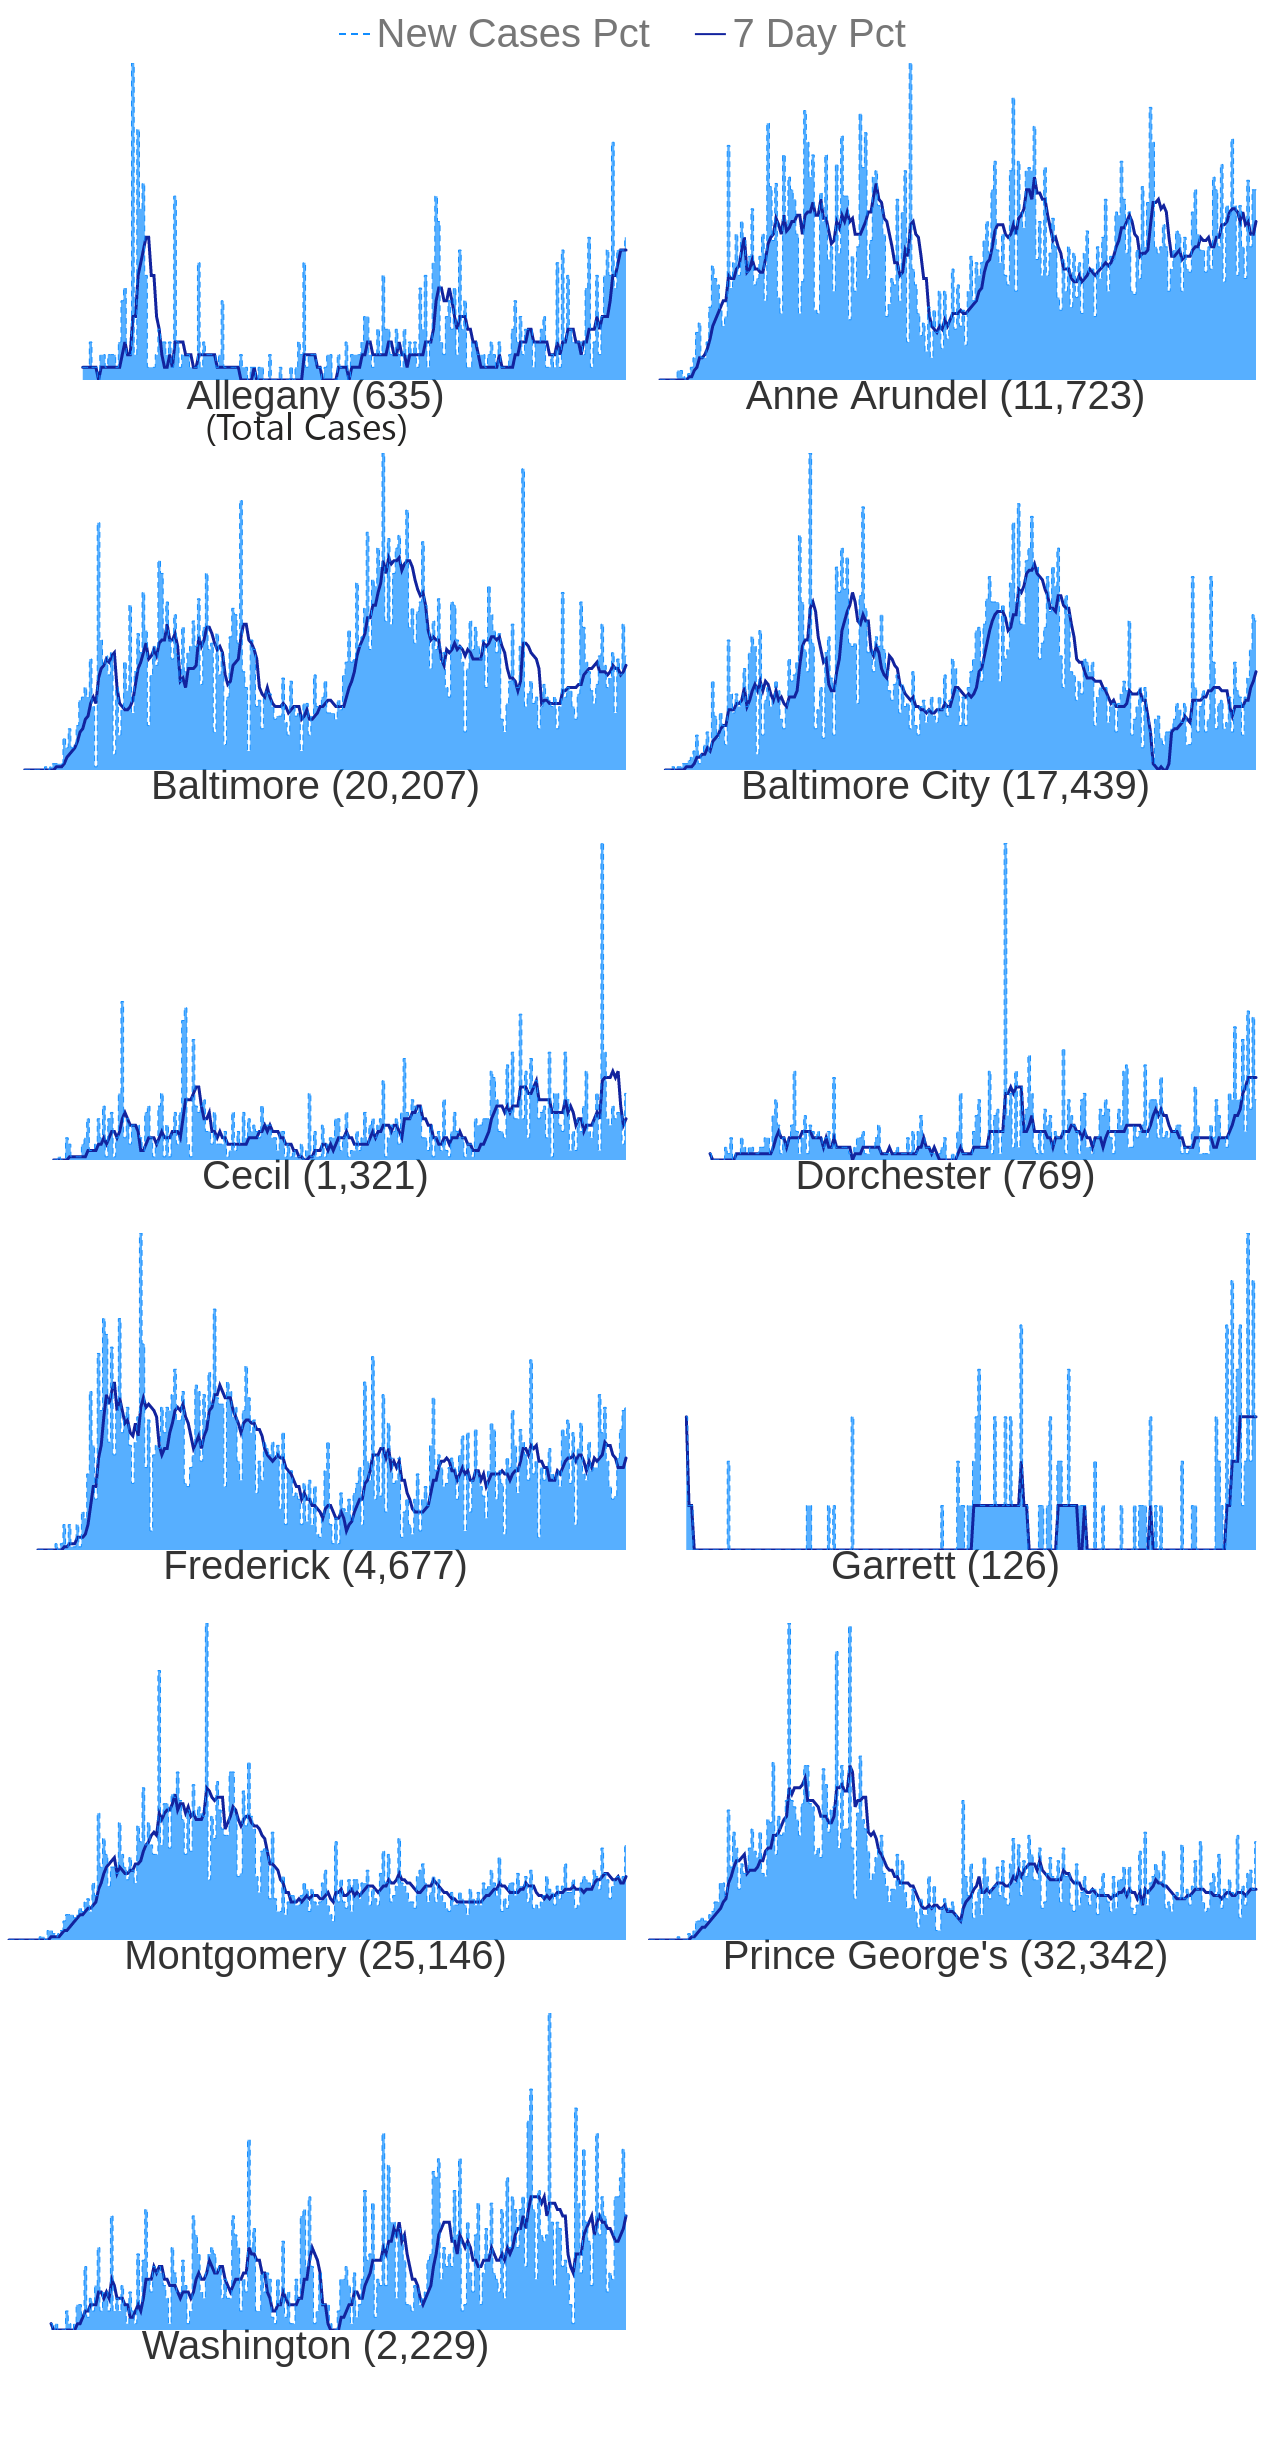 New Cases Pct 7 Day Pct
Allegany (635) Anne Arundel (11,723)
(Total Cases)
Baltimore (20,207) Baltimore City (17,439)
Cecil (1,321) Dorchester (769)
Frederick (4,677) Garrett (126)
Montgomery (25,146) Prince George's (32,342)
Washington (2,229)